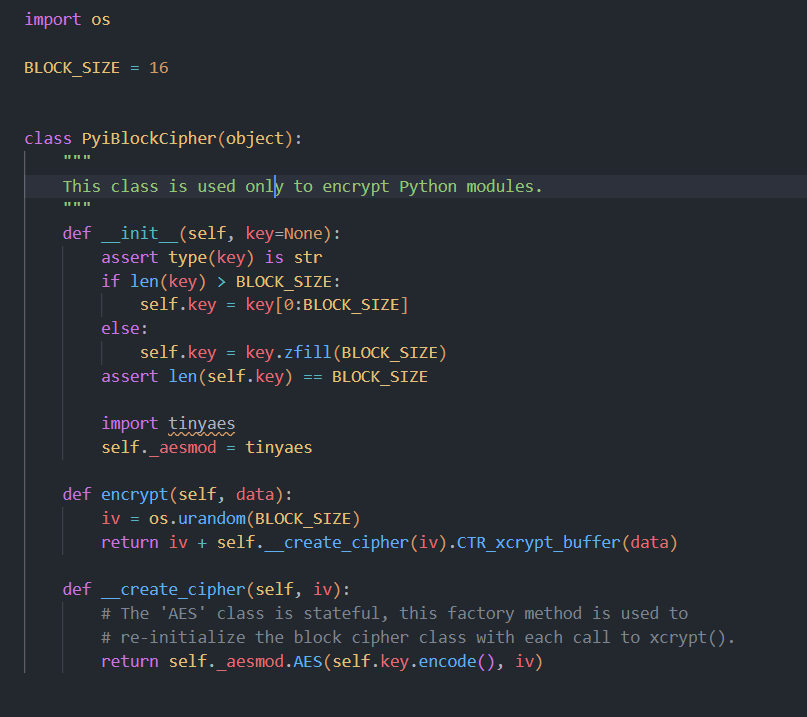 import os
BLOCK_SIZE = 16
class PyiBlockCipher(object):
    """
    This class is used only to encrypt Python modules.
    """
    def __init__(self, key=None):
        assert type(key) is str
        if len(key) > BLOCK_SIZE:
            self.key = key[0:BLOCK_SIZE]
        else:
            self.key = key.zfill(BLOCK_SIZE)
        assert len(self.key) == BLOCK_SIZE
        import tinyaes
        self._aesmod = tinyaes
    def encrypt(self, data):
        iv = os.urandom(BLOCK_SIZE)
        return iv + self.__create_cipher(iv).CTR_xcrypt_buffer(data)
    def __create_cipher(self, iv):
        # The 'AES' class is stateful, this factory method is used to
        # re-initialize the block cipher class with each call to xcrypt().
        return self._aesmod.AES(self.key.encode(), iv)